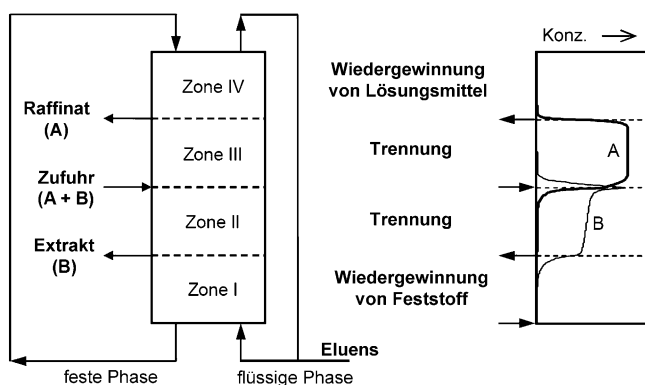 Zone IV
Raffinat
(A)
Zone III
Zufuhr
(A + B)
Zone II
Extrakt
(B)
Zone I
Eluens
feste Phase
flüssige Phase
Konz.
Wiedergewinnung
von Lösungsmittel
Trennung
A
Trennung
B
Wiedergewinnung
von Feststoff